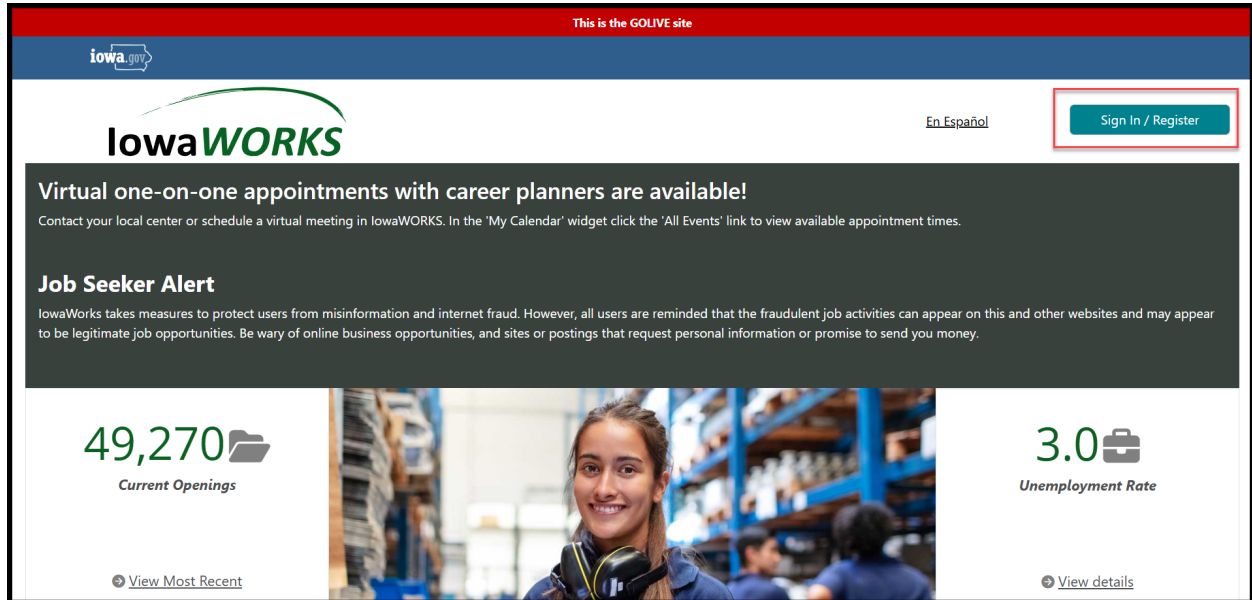 This is the GOLIVE site
iowa.gov
IowaWORKS
En Español
Sign In / Register
Virtual one-on-one appointments with career planners are available!
Contact your local center or schedule a virtual meeting in IowaWORKS. In the 'My Calendar' widget click the 'All Events' link to view available appointment times.
Job Seeker Alert
IowaWorks takes measures to protect users from misinformation and internet fraud. However, all users are reminded that the fraudulent job activities can appear on this and other websites and may appear
to be legitimate job opportunities. Be wary of online business opportunities, and sites or postings that request personal information or promise to send you money.
49,270
Current Openings
View Most Recent
3.0
Unemployment Rate
View details